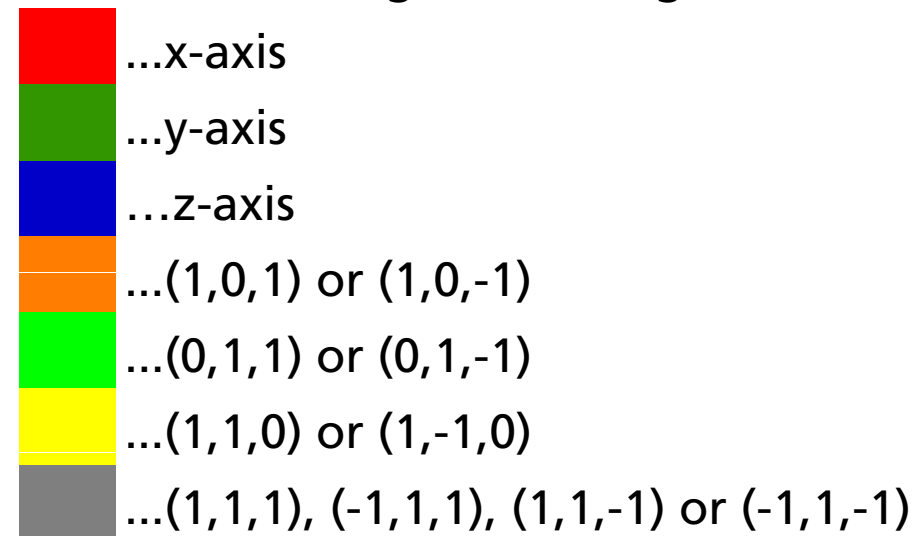 ...x-axis
...y-axis
...z-axis
...(1,0,1) or (1,0,-1)
...(0,1,1) or (0,1,-1)
...(1,1,0) or (1,-1,0)
...(1,1,1), (-1,1,1), (1,1,-1) or (-1,1,-1)